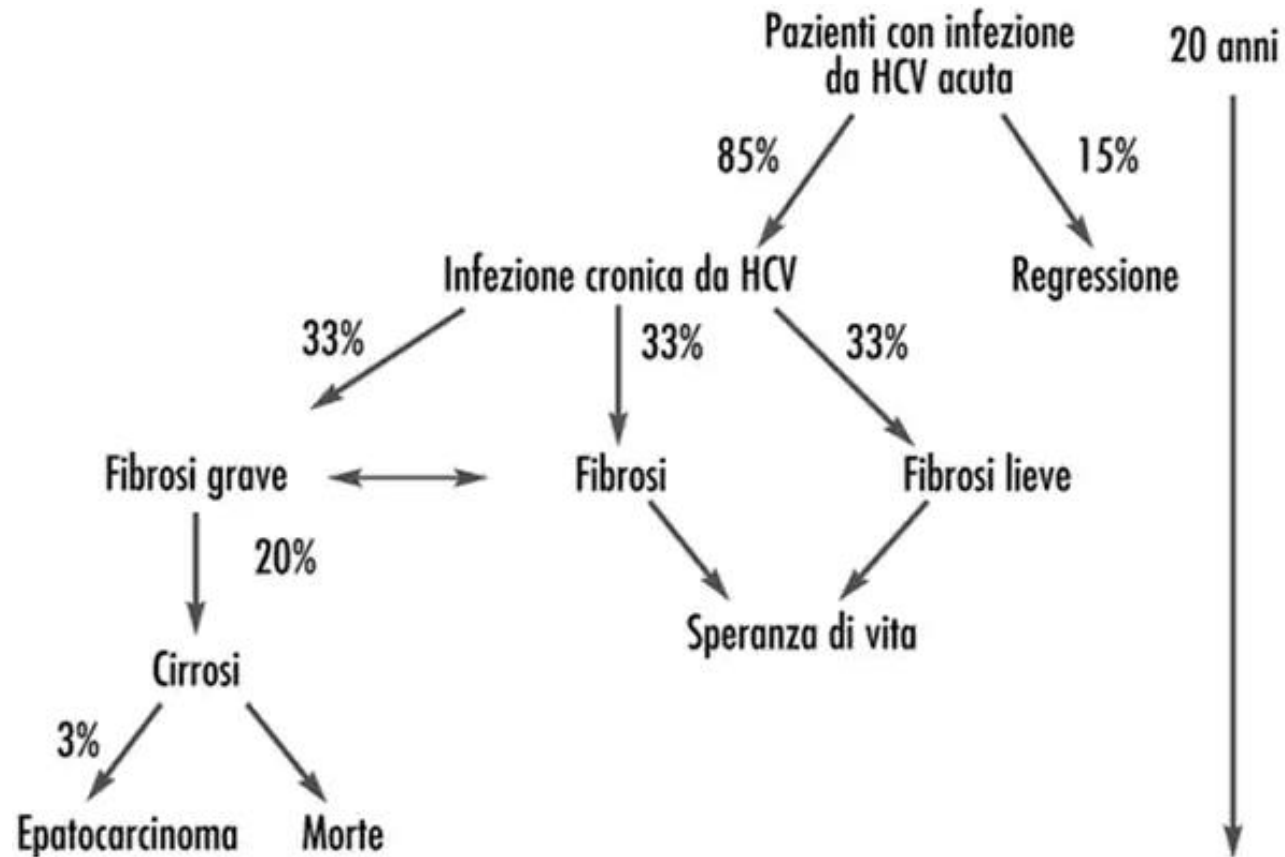 Pazienti con infezione
da HCV acuta
20 anni
85%
15%
Infezione cronica da HCV
Regressione
33%
33%
33%
Fibrosi grave
Fibrosi
Fibrosi lieve
20%
Speranza di vita
Cirrosi
3%
Epatocarcinoma
Morte